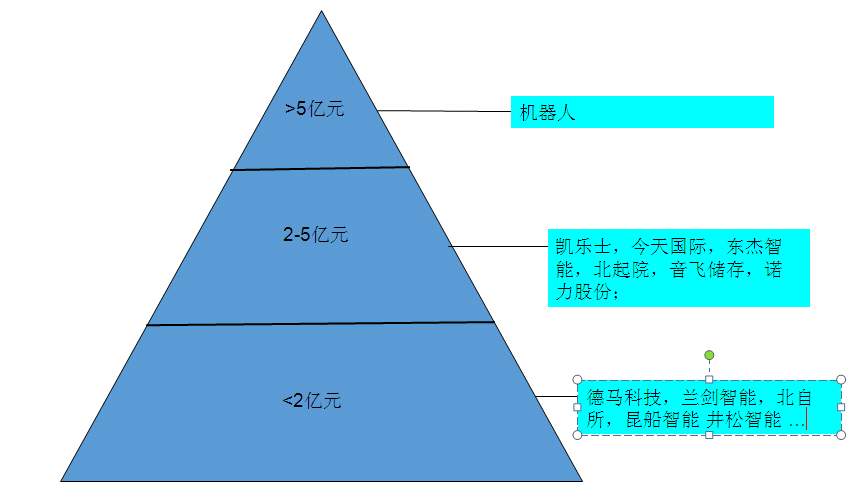 >5亿元
机器人
2-5亿元
凯乐士，今天国际，东杰智
能，北起院，音飞储存，诺
力股份；
<2亿元
德马科技，兰剑智能，北自
所，昆船智能 井松智能 ...